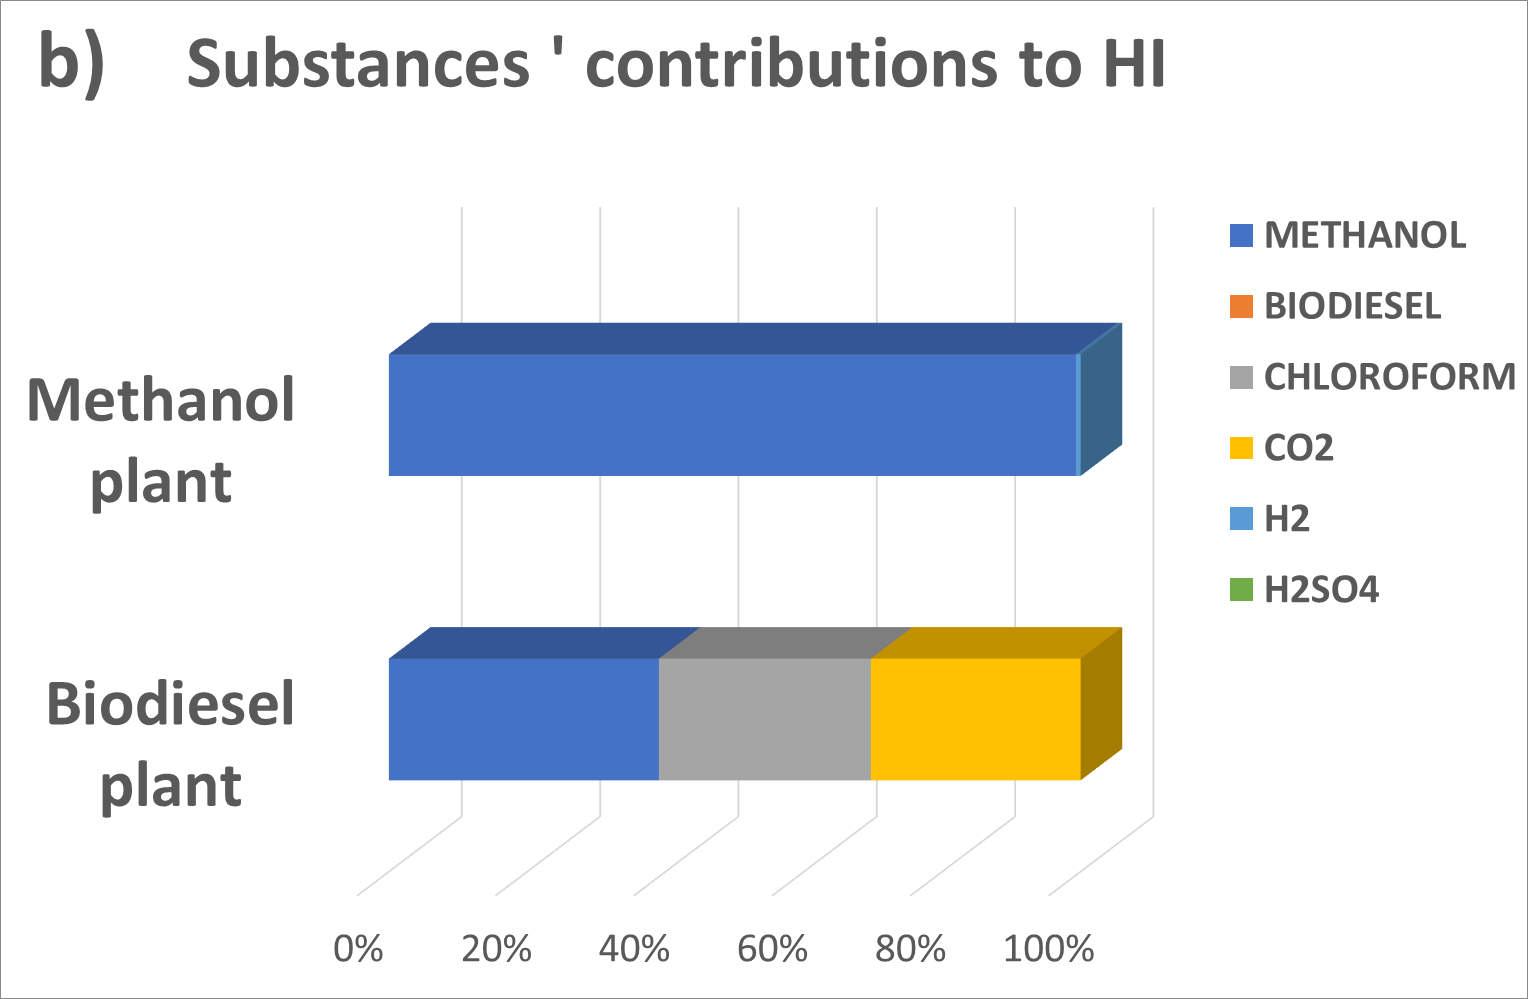 b) Substances ' contributions to HI
METHANOL
BIODIESEL
CHLOROFORM
CO2
H2
H2SO4
Methanol
plant
Biodiesel
plant
0% 20% 40% 60% 80% 100%